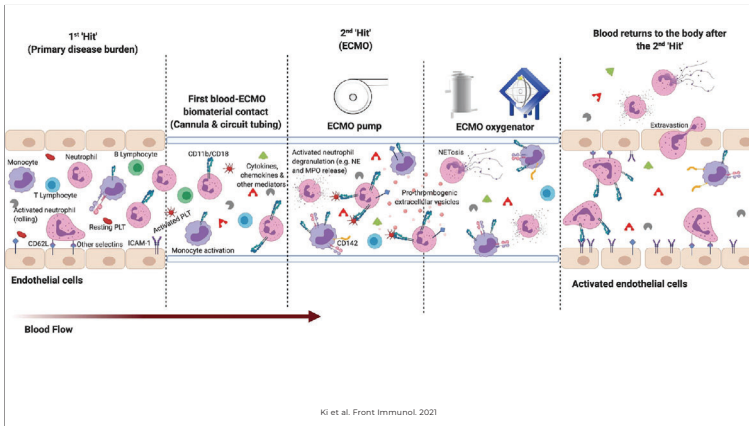 1st 'Hit'
(Primary disease burden)
First blood-ECMO
biomaterial contact
(Cannula & circuit tubing)
2nd 'Hit'
(ECMO)
ECMO pump
ECMO oxygenator
Blood returns to the body after
the 2nd 'Hit'
Monocyte
Neutrophil
B Lymphocyte
T Lymphocyte
Activated neutrophil
(rolling)
Resting PLT
CD62L
Other selectins
ICAM-1
Endothelial cells
CD11b/CD18
Cytokines,
chemokines &
other mediators
Activated PLT
Monocyte activation
Activated neutrophil
degranulation (e.g. NE
and MPO release)
CD142
Pro-thrombogenic
extracellular vesicles
NETosis
Extravastion
Activated endothelial cells
Blood Flow
Ki et al. Front Immunol. 2021